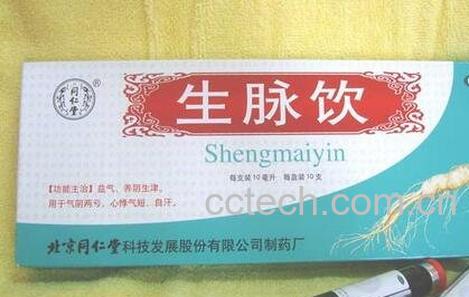 同仁堂
®
生脉饮
Shengmaiyin
每支装10毫升 每盒装10支
【功能主治】益气、养阴生津。
用于气阴两亏,心悸气短,自汗。
cctech.com.cn
北京同仁堂科技发展股份有限公司制药厂